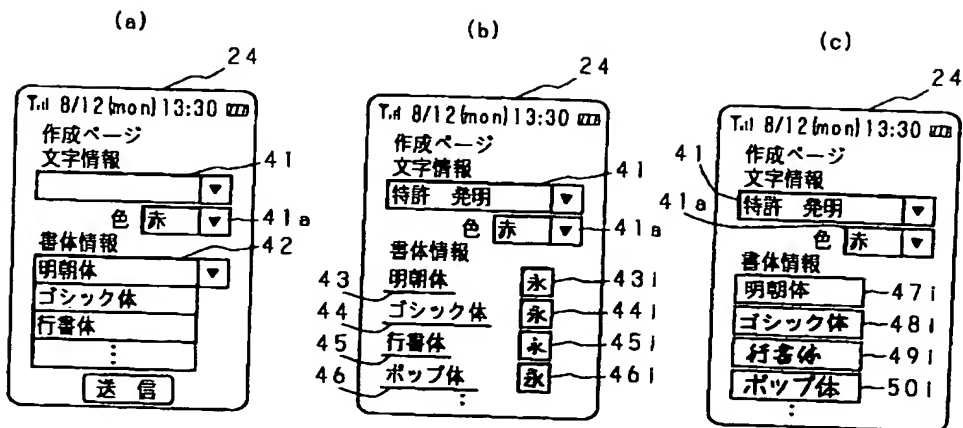 (a)
24
8/12(mon)13:30
作成ページ
文字情報
41
色 赤 ▼ 41a
書体情報 42
明朝体 ▼
ゴシック体
行書体
⋮
送信
(b)
24
8/12(mon)13:30
作成ページ
文字情報 41
特許 発明 ▼
色 赤 ▼ 41a
書体情報
43 明朝体 永 43i
44 ゴシック体 永 44i
45 行書体 永 45i
46 ポップ体 永 46i
⋮
(c)
24
8/12(mon)13:30
作成ページ
41 文字情報
特許 発明 ▼
41a 色 赤 ▼
書体情報
明朝体 47i
ゴシック体 48i
行書体 49i
ポップ体 50i
⋮